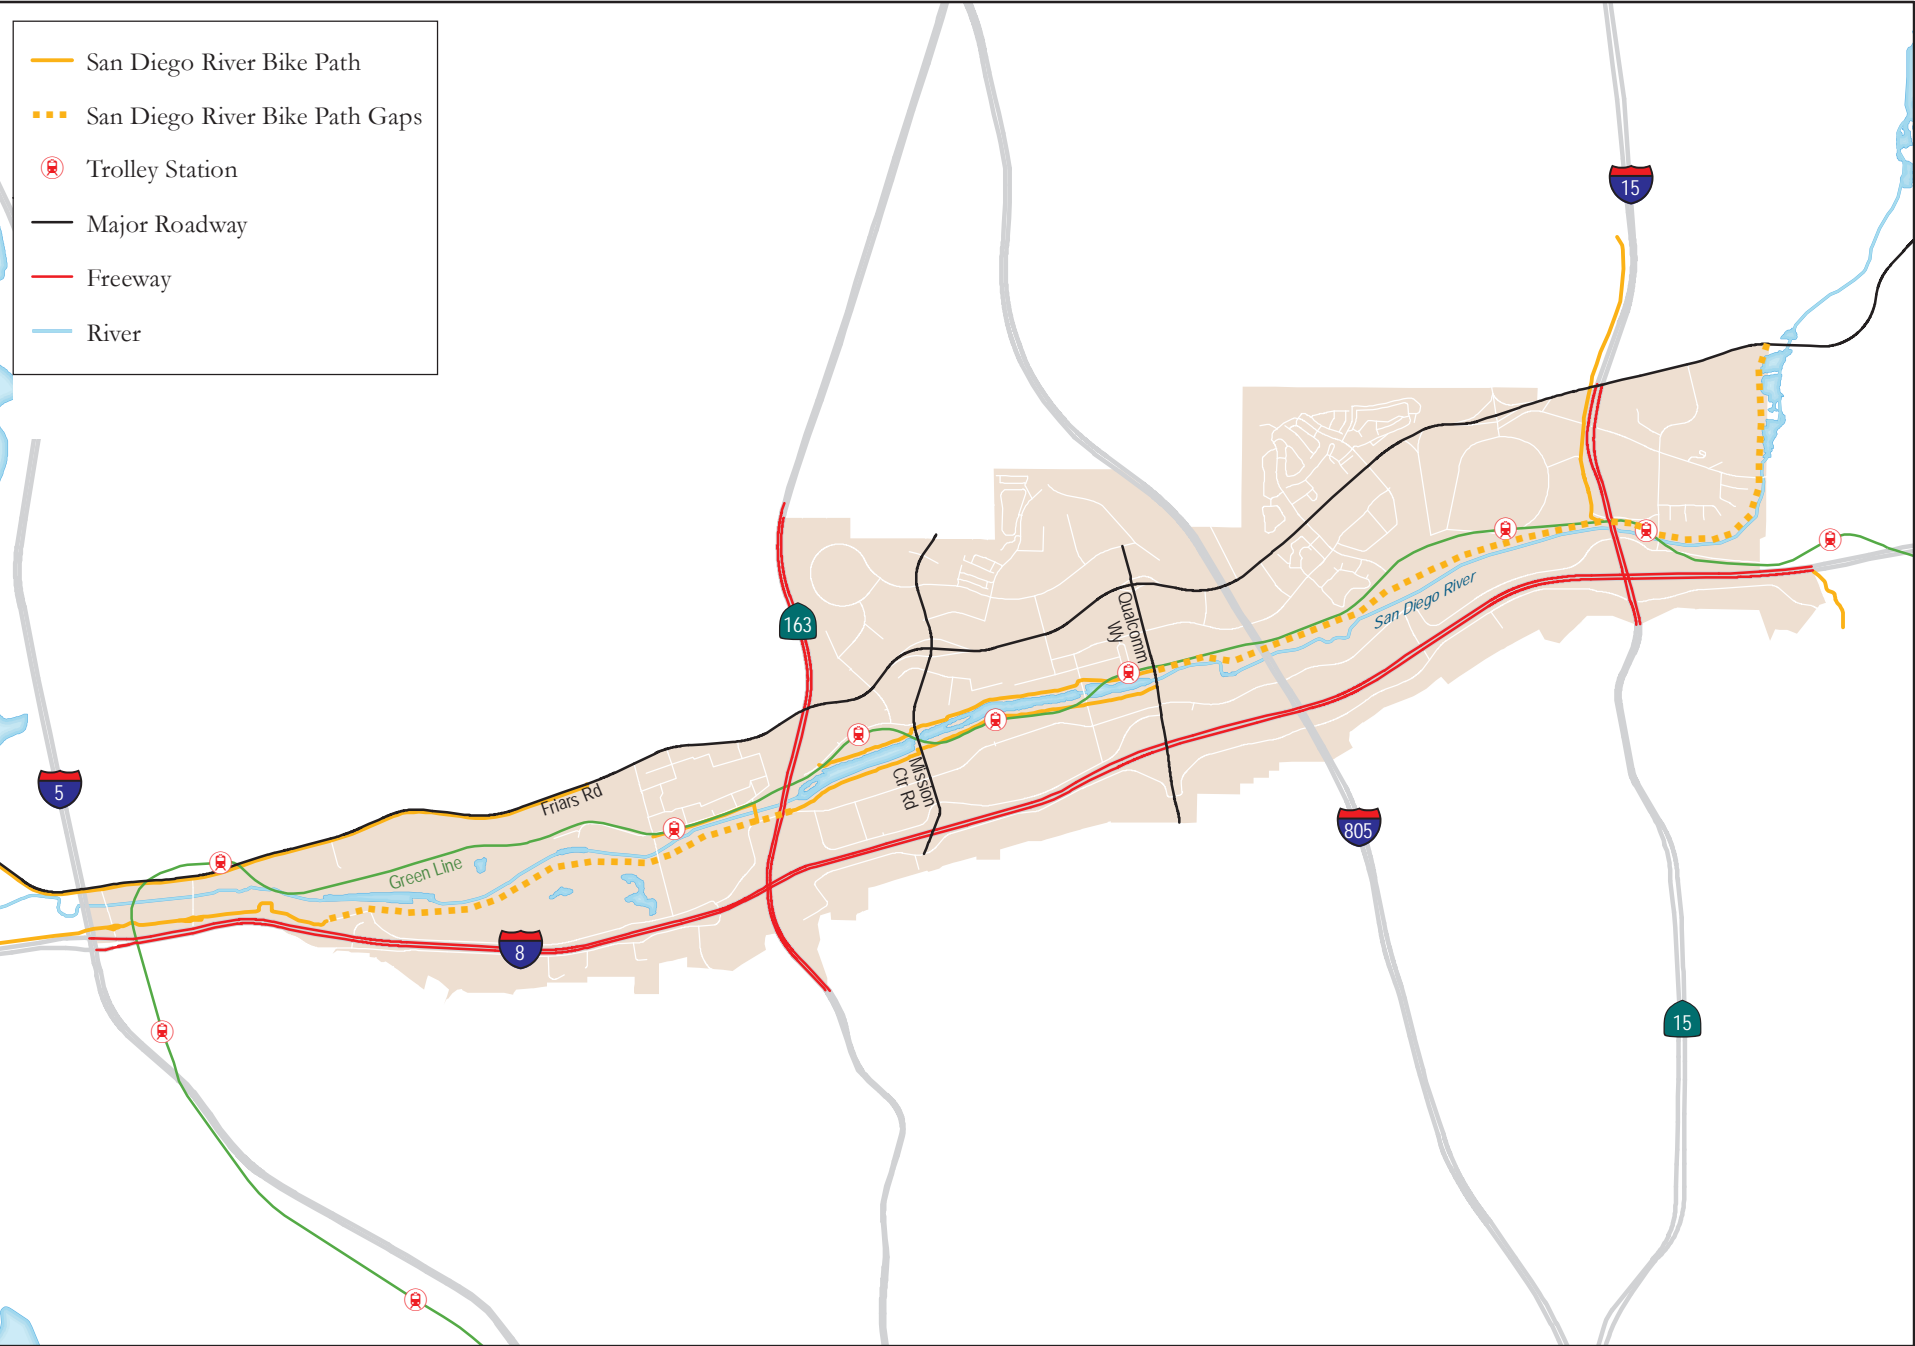 San Diego River Bike Path
San Diego River Bike Path Gaps
Trolley Station
Major Roadway
Freeway
River
15
163
Qualcomm
Wy
San Diego River
5
Friars Rd
Mission
Ctr Rd
805
Green Line
8
15